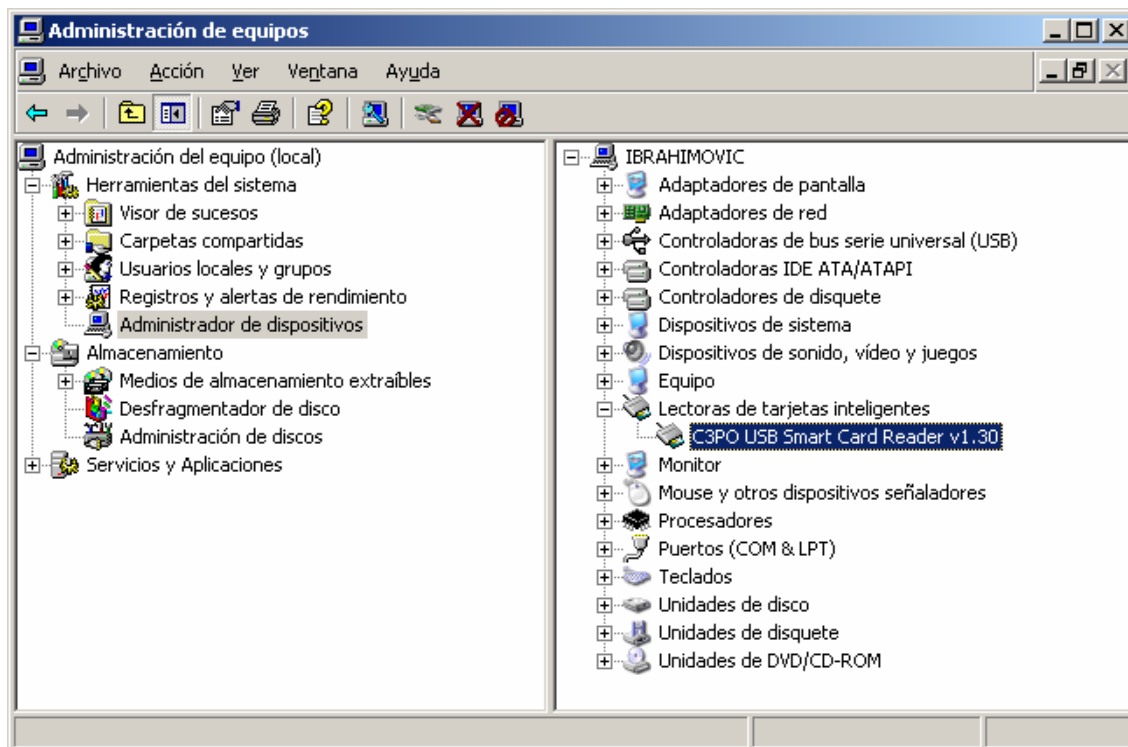 Administración de equipos
Archivo Acción Ver Ventana Ayuda
Administración del equipo (local)
Herramientas del sistema
Visor de sucesos
Carpetas compartidas
Usuarios locales y grupos
Registros y alertas de rendimiento
Administrador de dispositivos
Almacenamiento
Medios de almacenamiento extraíbles
Desfragmentador de disco
Administración de discos
Servicios y Aplicaciones
IBRAHIMOVIC
Adaptadores de pantalla
Adaptadores de red
Controladoras de bus serie universal (USB)
Controladoras IDE ATA/ATAPI
Controladores de disquete
Dispositivos de sistema
Dispositivos de sonido, vídeo y juegos
Equipo
Lectoras de tarjetas inteligentes
C3PO USB Smart Card Reader v1.30
Monitor
Mouse y otros dispositivos señaladores
Procesadores
Puertos (COM & LPT)
Teclados
Unidades de disco
Unidades de disquete
Unidades de DVD/CD-ROM